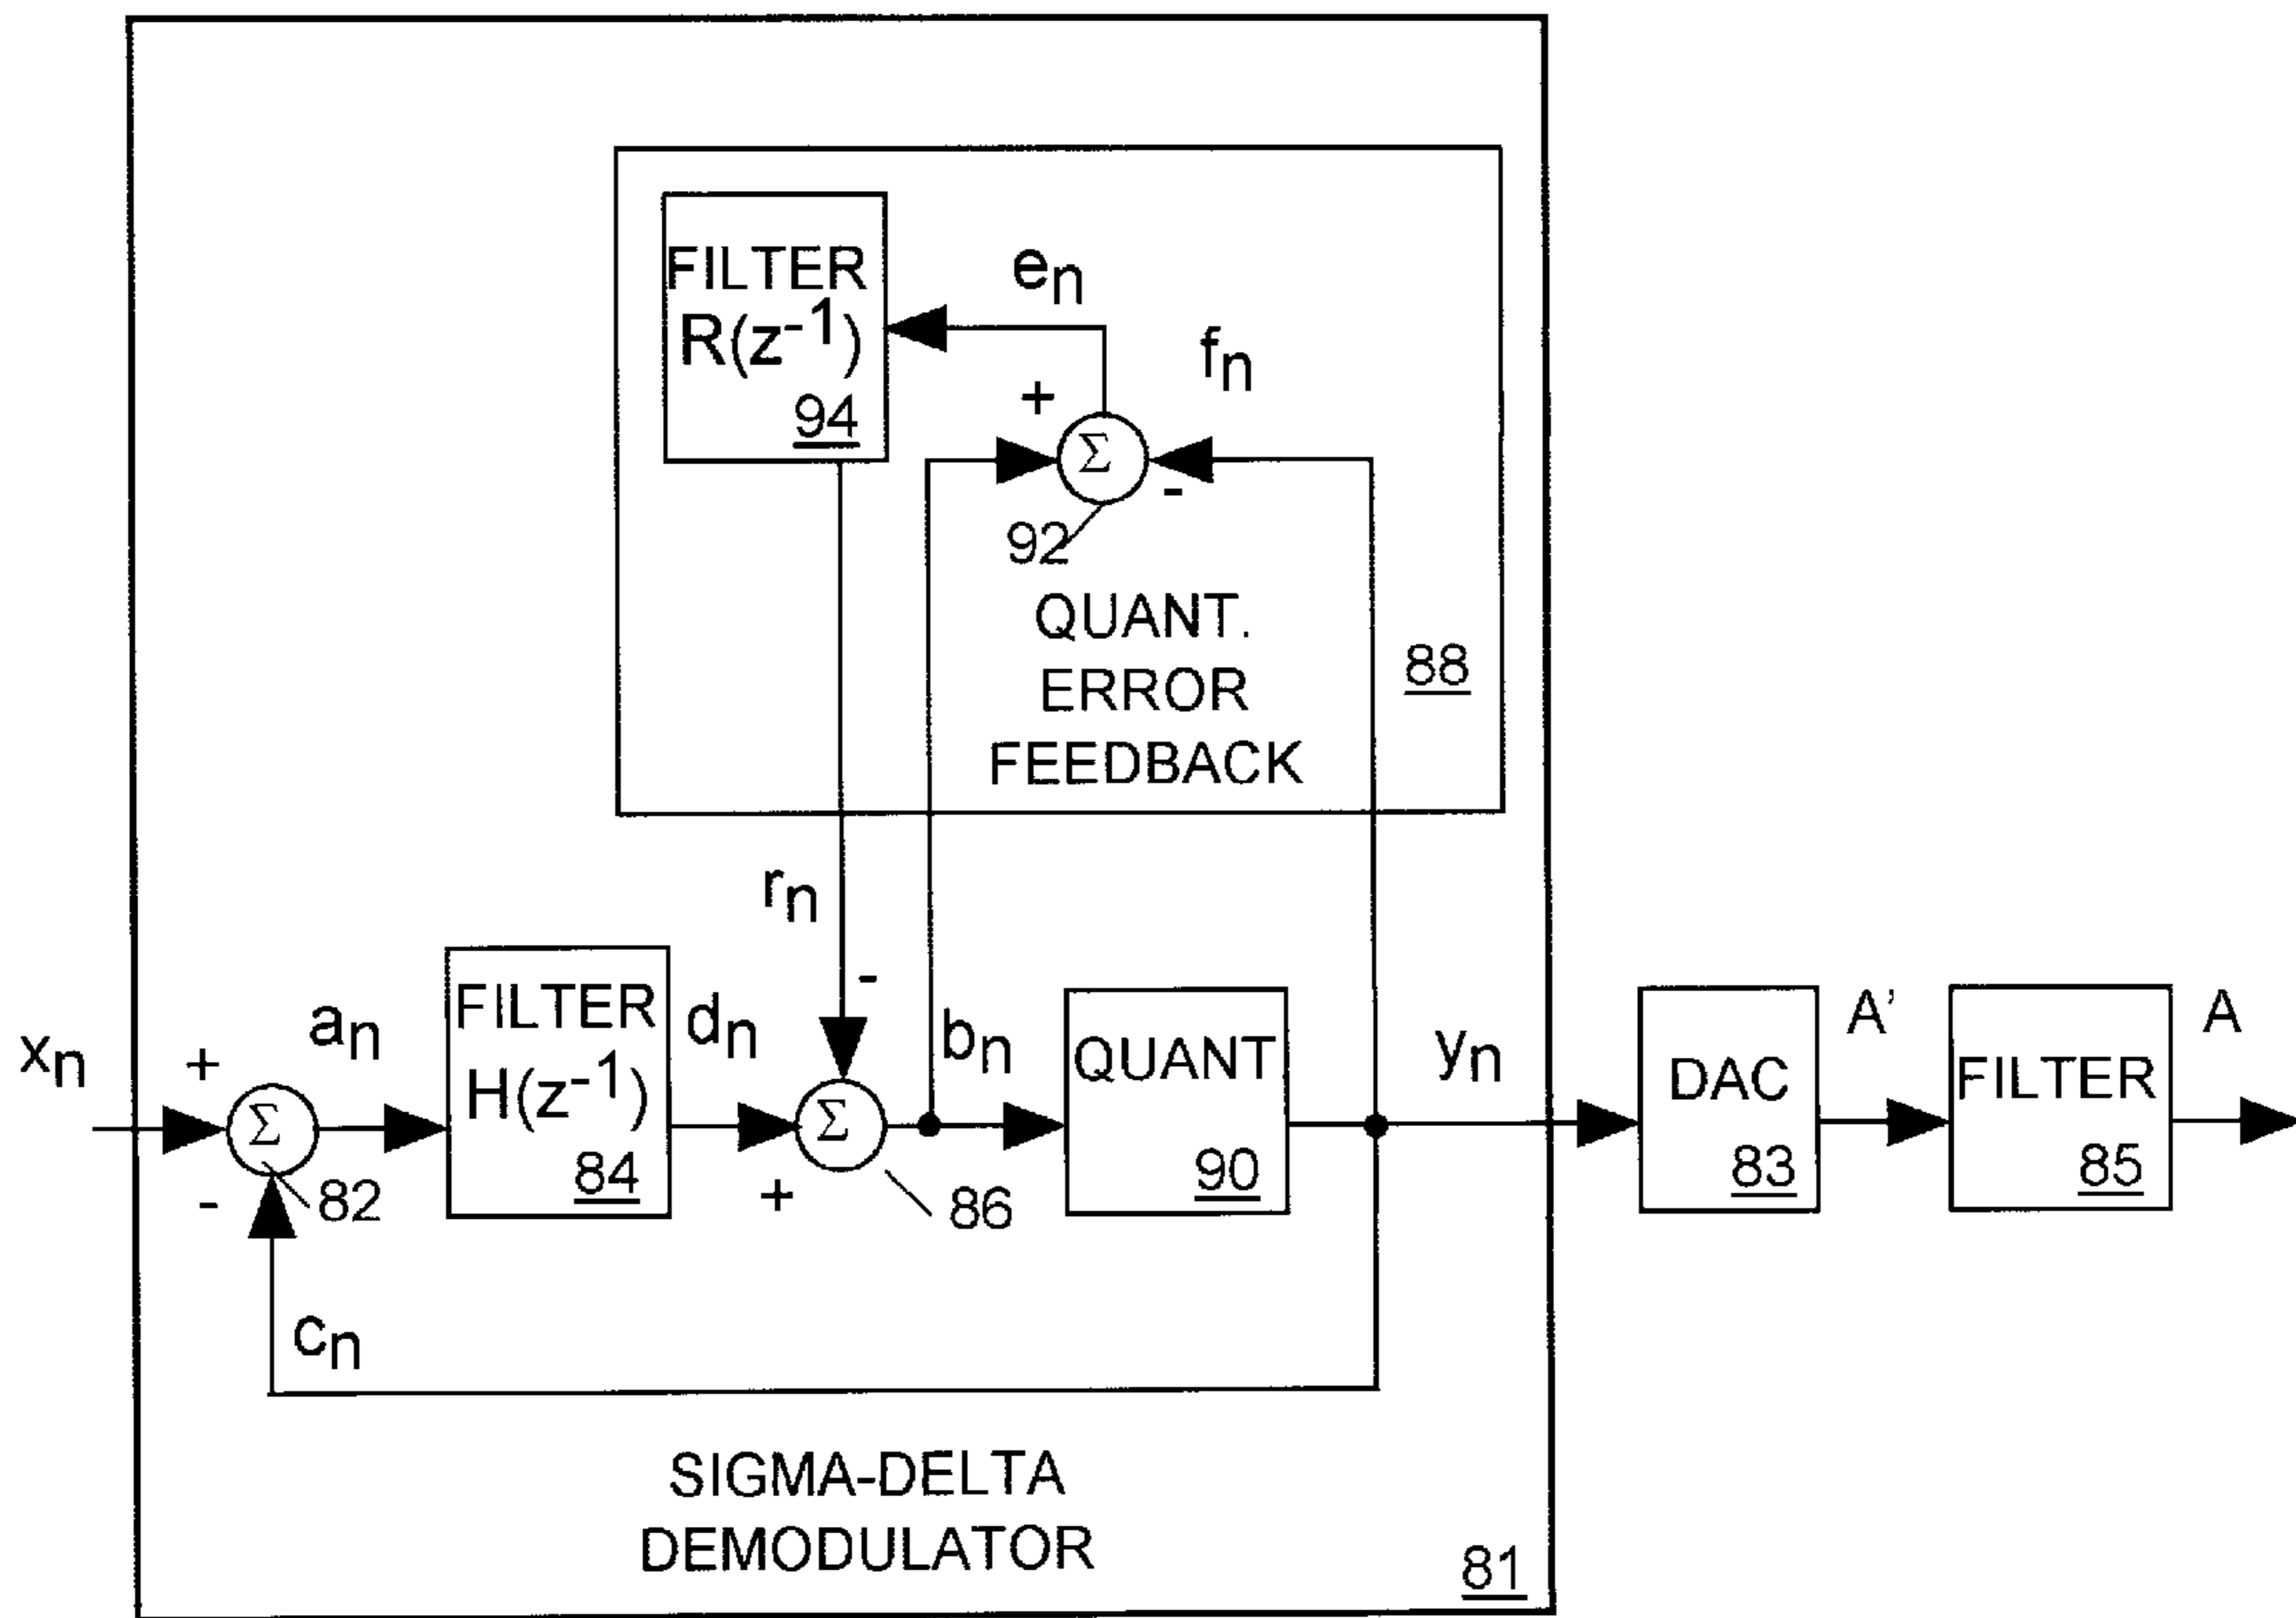 FILTER
R(z⁻¹)
94
eₙ
fₙ
+
Σ
-
92
QUANT.
ERROR
FEEDBACK
88
rₙ
-
xₙ
+
aₙ
FILTER
H(z⁻¹)
84
dₙ
bₙ
QUANT
90
yₙ
DAC
83
A'
FILTER
85
A
Σ
82
-
Σ
+
86
cₙ
SIGMA-DELTA
DEMODULATOR
81